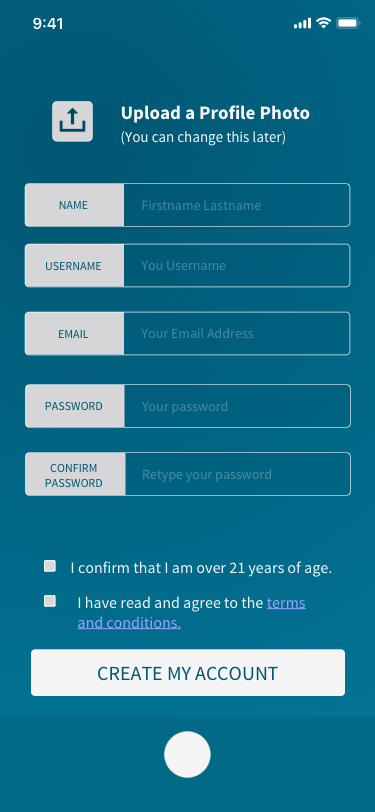 9:41
Upload a Profile Photo
(You can change this later)
NAME
Firstname Lastname
USERNAME
You Username
EMAIL
Your Email Address
PASSWORD
Your password
CONFIRM
PASSWORD
Retype your password
I confirm that I am over 21 years of age.
I have read and agree to the terms
and conditions.
CREATE MY ACCOUNT